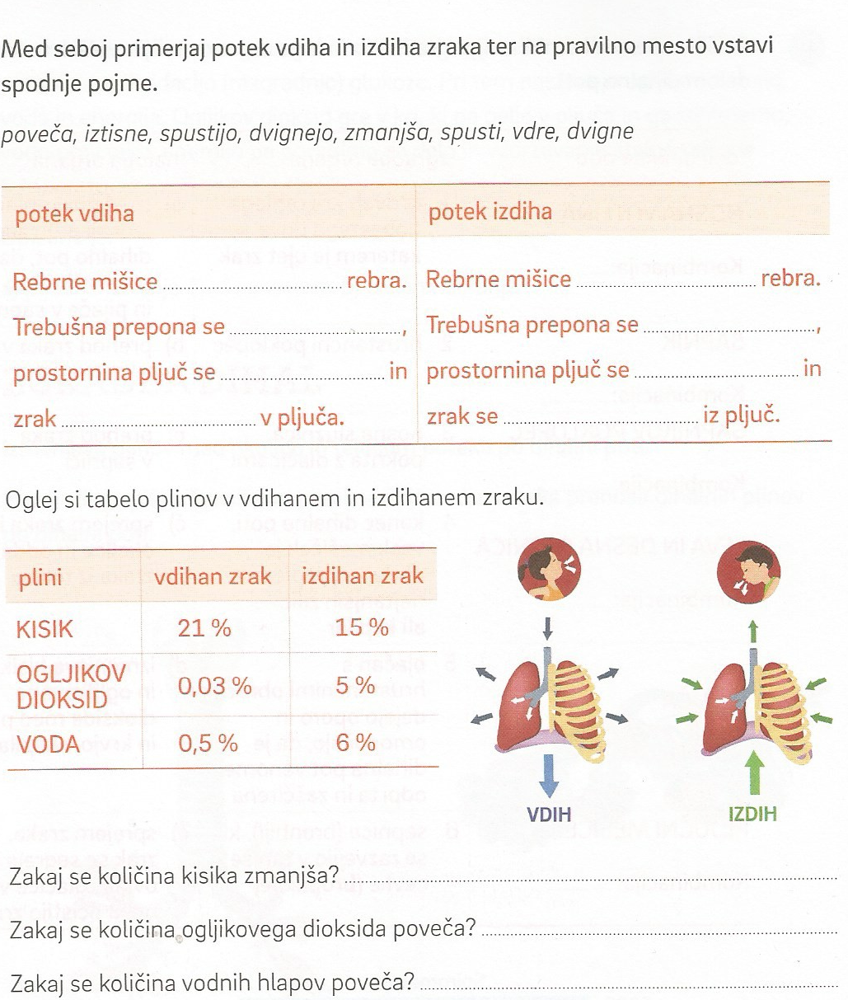 Med seboj primerjaj potek vdiha in izdiha zraka ter na pravilno mesto vstavi
spodnje pojme.
poveča, iztisne, spustijo, dvignejo, zmanjša, spusti, vdre, dvigne
potek vdiha
Rebrne mišice ........ rebra.
Trebušna prepona se ........,
prostornina pljuč se ........ in
zrak ........ v pljuča.
potek izdiha
Rebrne mišice ........ rebra.
Trebušna prepona se ........,
prostornina pljuč se ........ in
zrak se ........ iz pljuč.
Oglej si tabelo plinov v vdihanem in izdihanem zraku.
plini vdihan zrak izdihan zrak
KISIK 21 % 15 %
OGLJIKOV
DIOKSID 0,03 % 5 %
VODA 0,5 % 6 %
VDIH
IZDIH
Zakaj se količina kisika zmanjša? ........
Zakaj se količina ogljikovega dioksida poveča? ........
Zakaj se količina vodnih hlapov poveča? ........